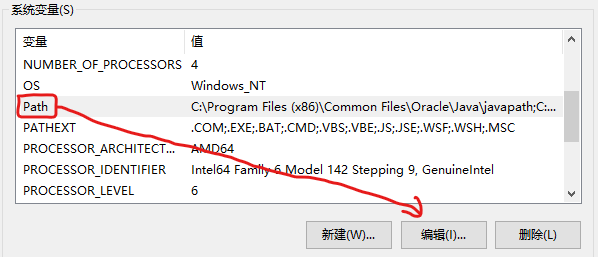 系统变量(S)
变量 值
NUMBER_OF_PROCESSORS 4
OS Windows_NT
Path C:\Program Files (x86)\Common Files\Oracle\Java\javapath;C:...
PATHEXT .COM;.EXE;.BAT;.CMD;.VBS;.VBE;.JS;.JSE;.WSF;.WSH;.MSC
PROCESSOR_ARCHITECT... AMD64
PROCESSOR_IDENTIFIER Intel64 Family 6 Model 142 Stepping 9, GenuineIntel
PROCESSOR_LEVEL 6
新建(W)... 编辑(I)... 删除(L)